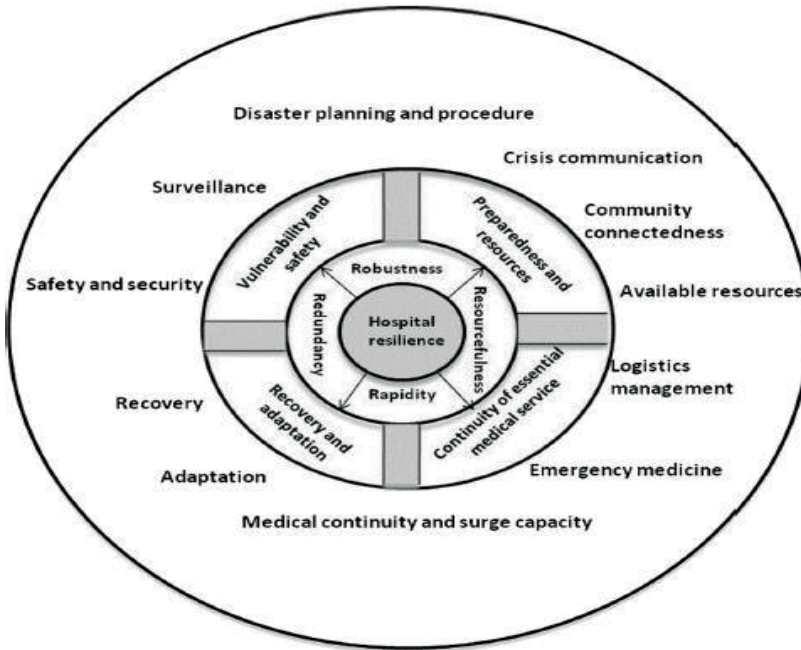 Disaster planning and procedure
Crisis communication
Surveillance
Community
connectedness
Vulnerability and
safety
Preparedness and
resources
Safety and security
Available resources
Robustness
Redundancy
Hospital
resilience
Resourcefulness
Rapidity
Logistics
management
Recovery
Recovery and
adaptation
Continuity of essential
medical service
Adaptation
Emergency medicine
Medical continuity and surge capacity